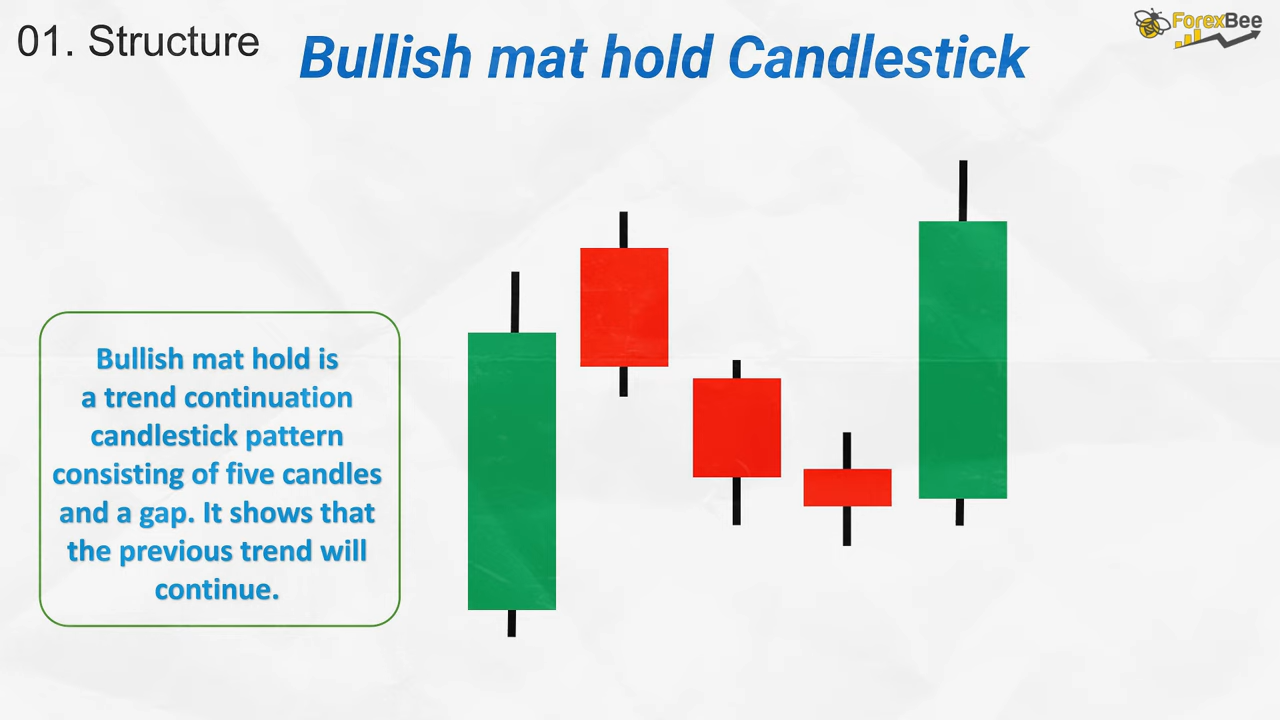 01. Structure
Bullish mat hold Candlestick
ForexBee
Bullish mat hold is
a trend continuation
candlestick pattern
consisting of five candles
and a gap. It shows that
the previous trend will
continue.